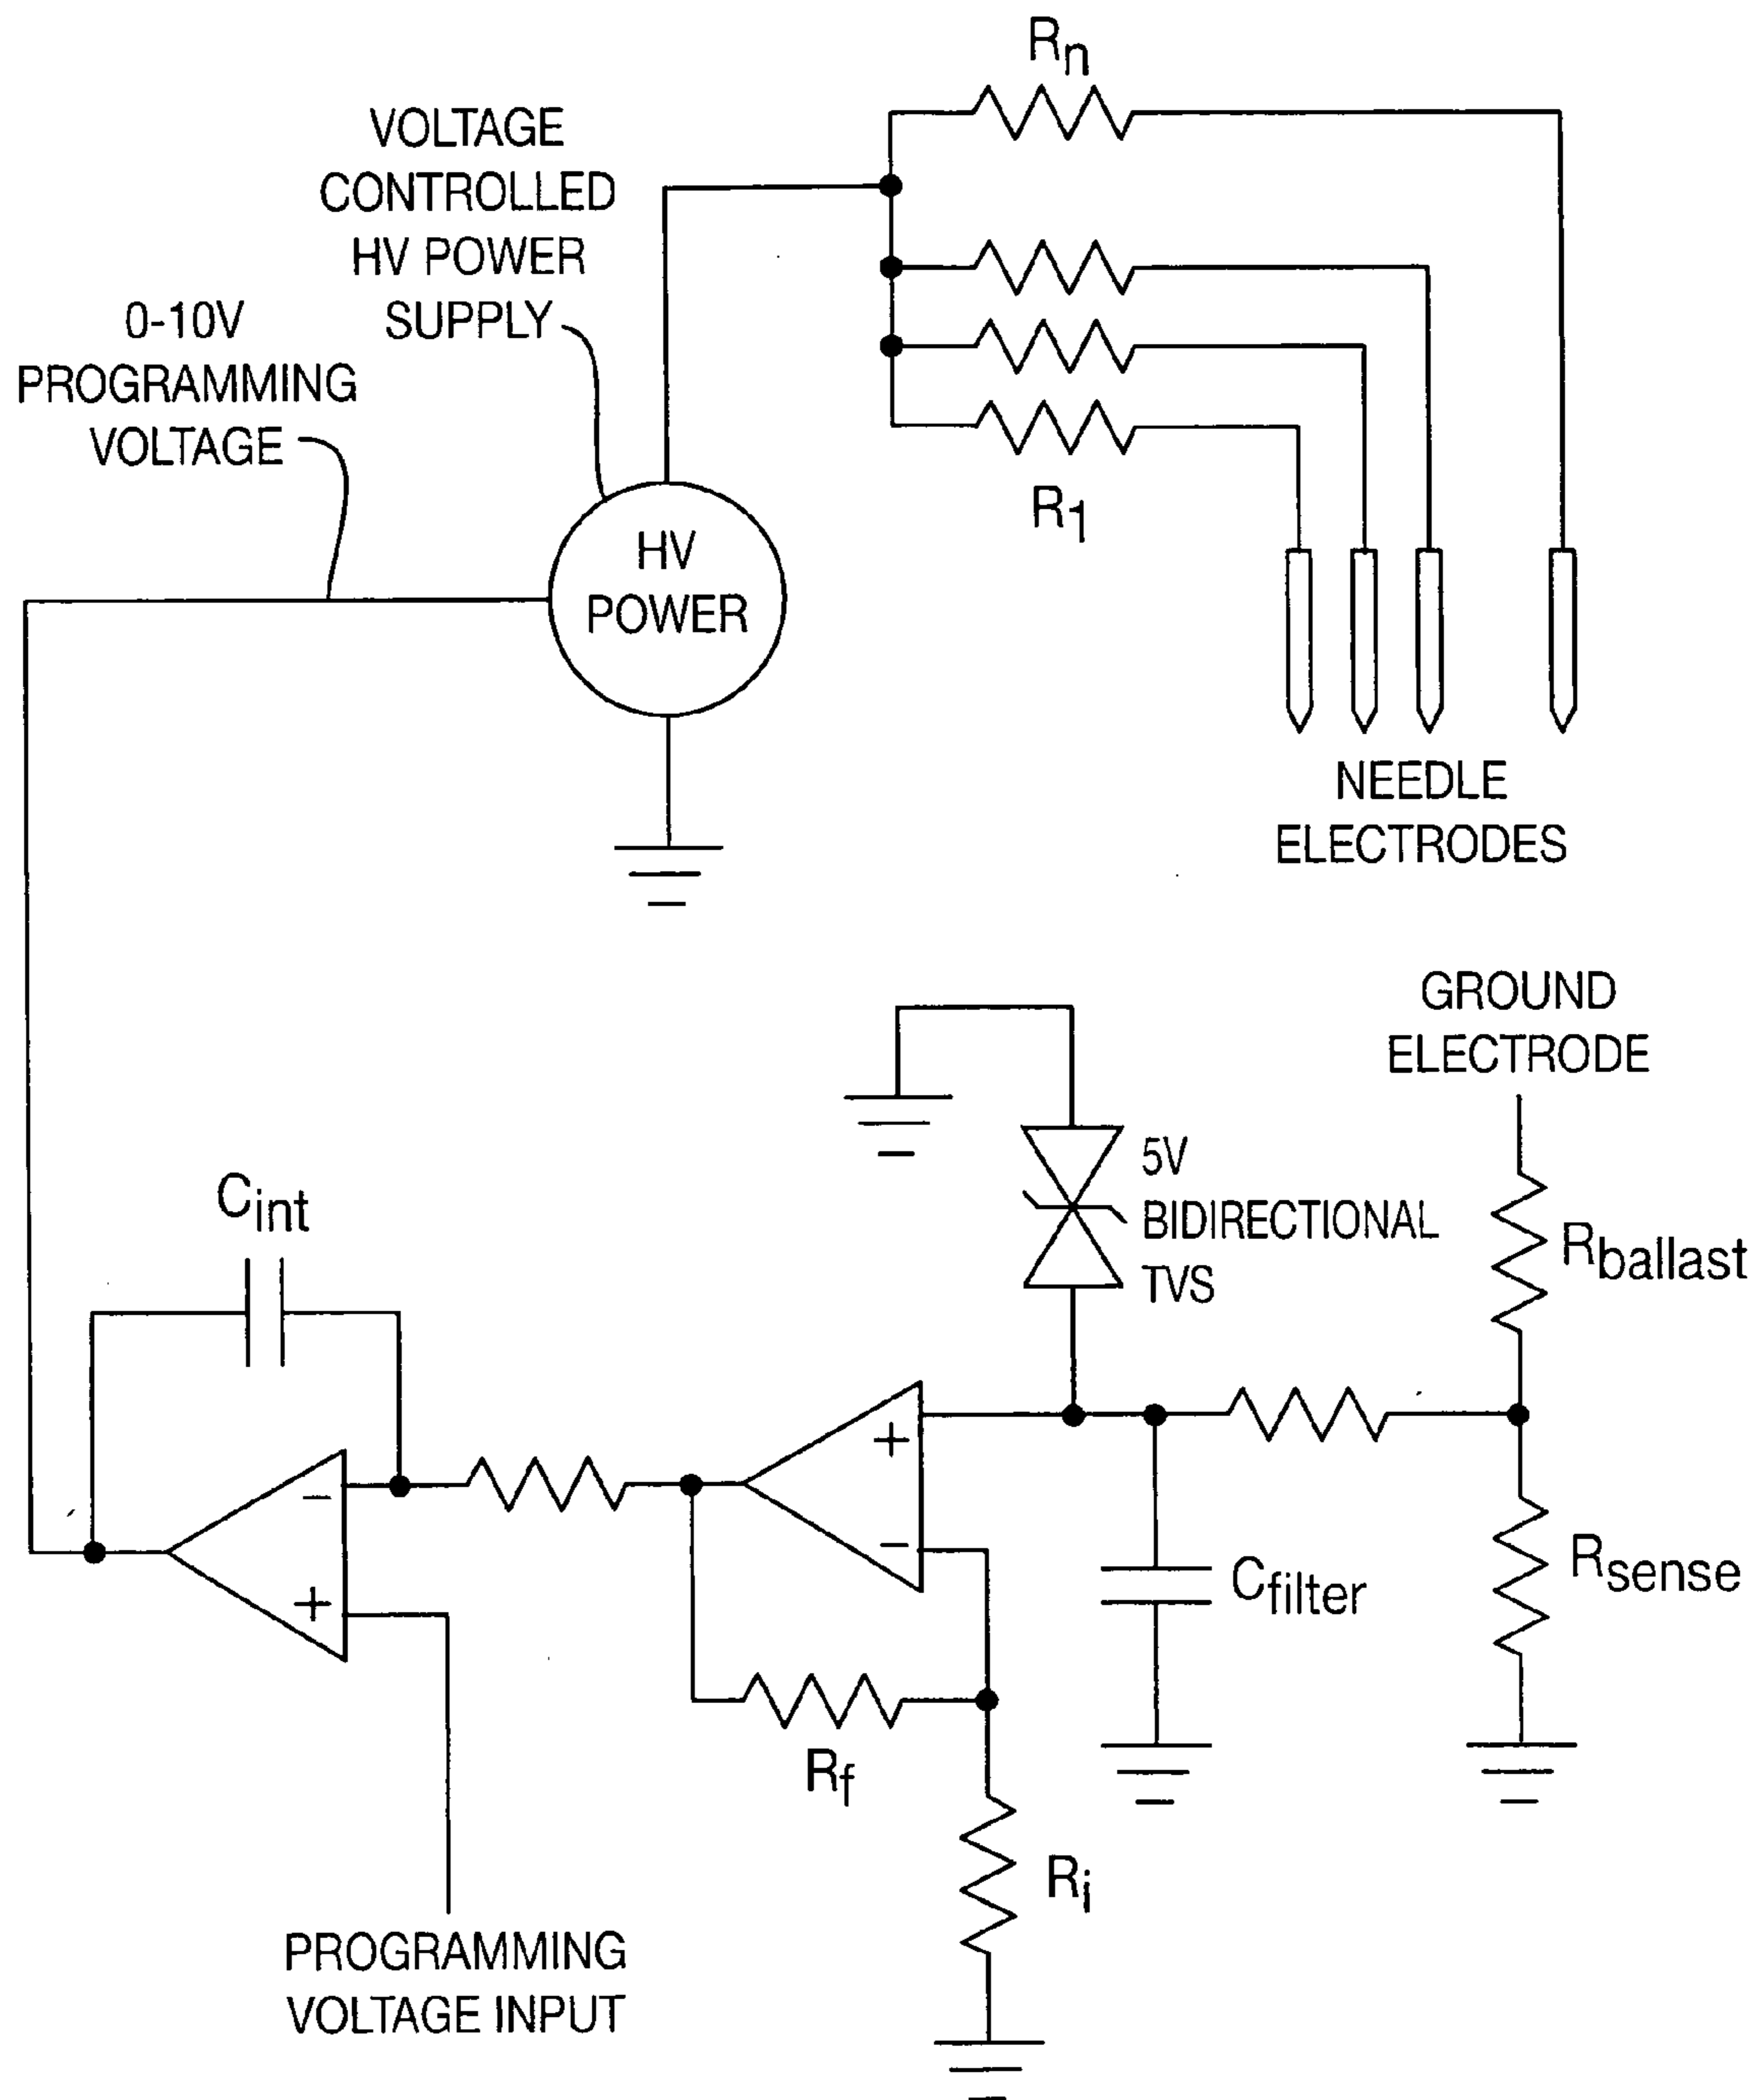 Rn
VOLTAGE
CONTROLLED
HV POWER
SUPPLY
0-10V
PROGRAMMING
VOLTAGE
R1
HV
POWER
NEEDLE
ELECTRODES
GROUND
ELECTRODE
5V
BIDIRECTIONAL
TVS
Rballast
Cint
+
−
−
+
Cfilter
Rsense
Rf
Ri
PROGRAMMING
VOLTAGE INPUT